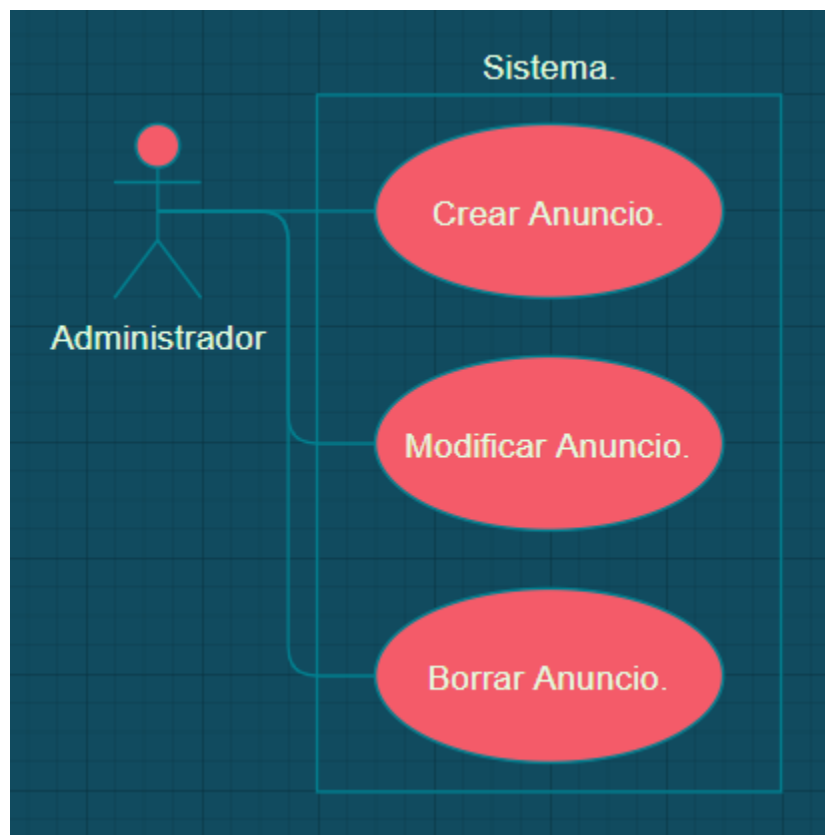 Sistema.
Crear Anuncio.
Administrador
Modificar Anuncio.
Borrar Anuncio.